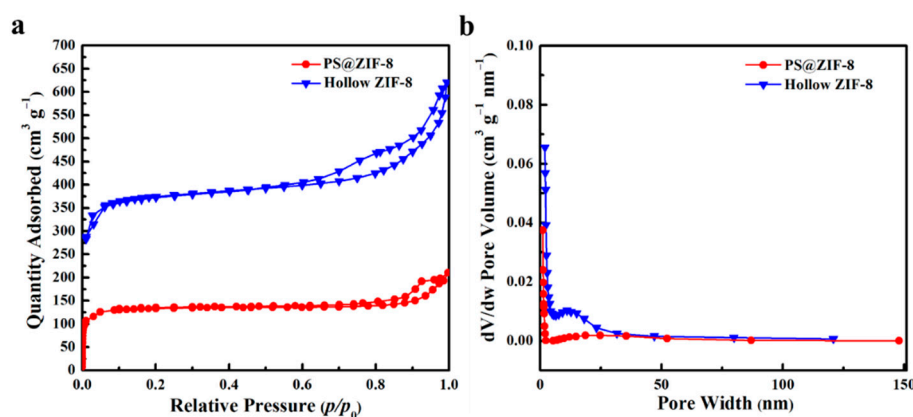 a
Quantity Adsorbed (cm³ g⁻¹)
700
650
600
550
500
450
400
350
300
250
200
150
100
50
0
PS@ZIF-8
Hollow ZIF-8
0.0 0.2 0.4 0.6 0.8 1.0
Relative Pressure (p/p₀)
b
dV/dw Pore Volume (cm³ g⁻¹ nm⁻¹)
0.10
0.08
0.06
0.04
0.02
0.00
PS@ZIF-8
Hollow ZIF-8
0 50 100 150
Pore Width (nm)